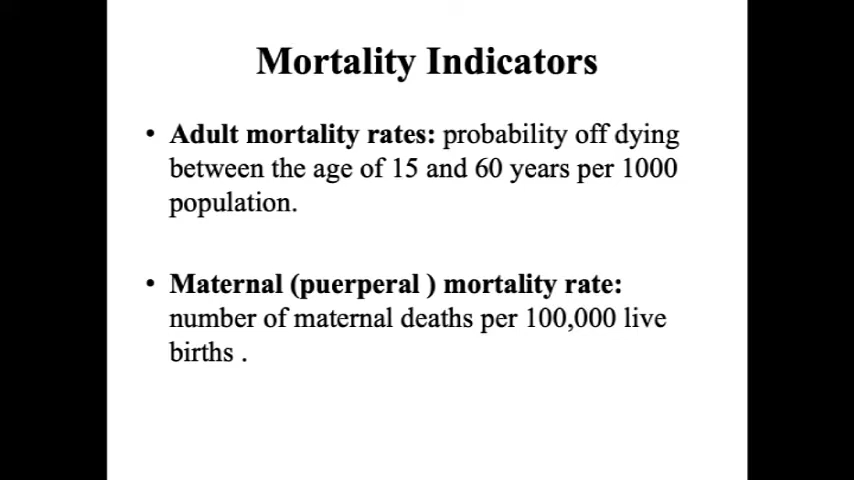 Mortality Indicators
• Adult mortality rates: probability off dying
between the age of 15 and 60 years per 1000
population.
• Maternal (puerperal ) mortality rate:
number of maternal deaths per 100,000 live
births .